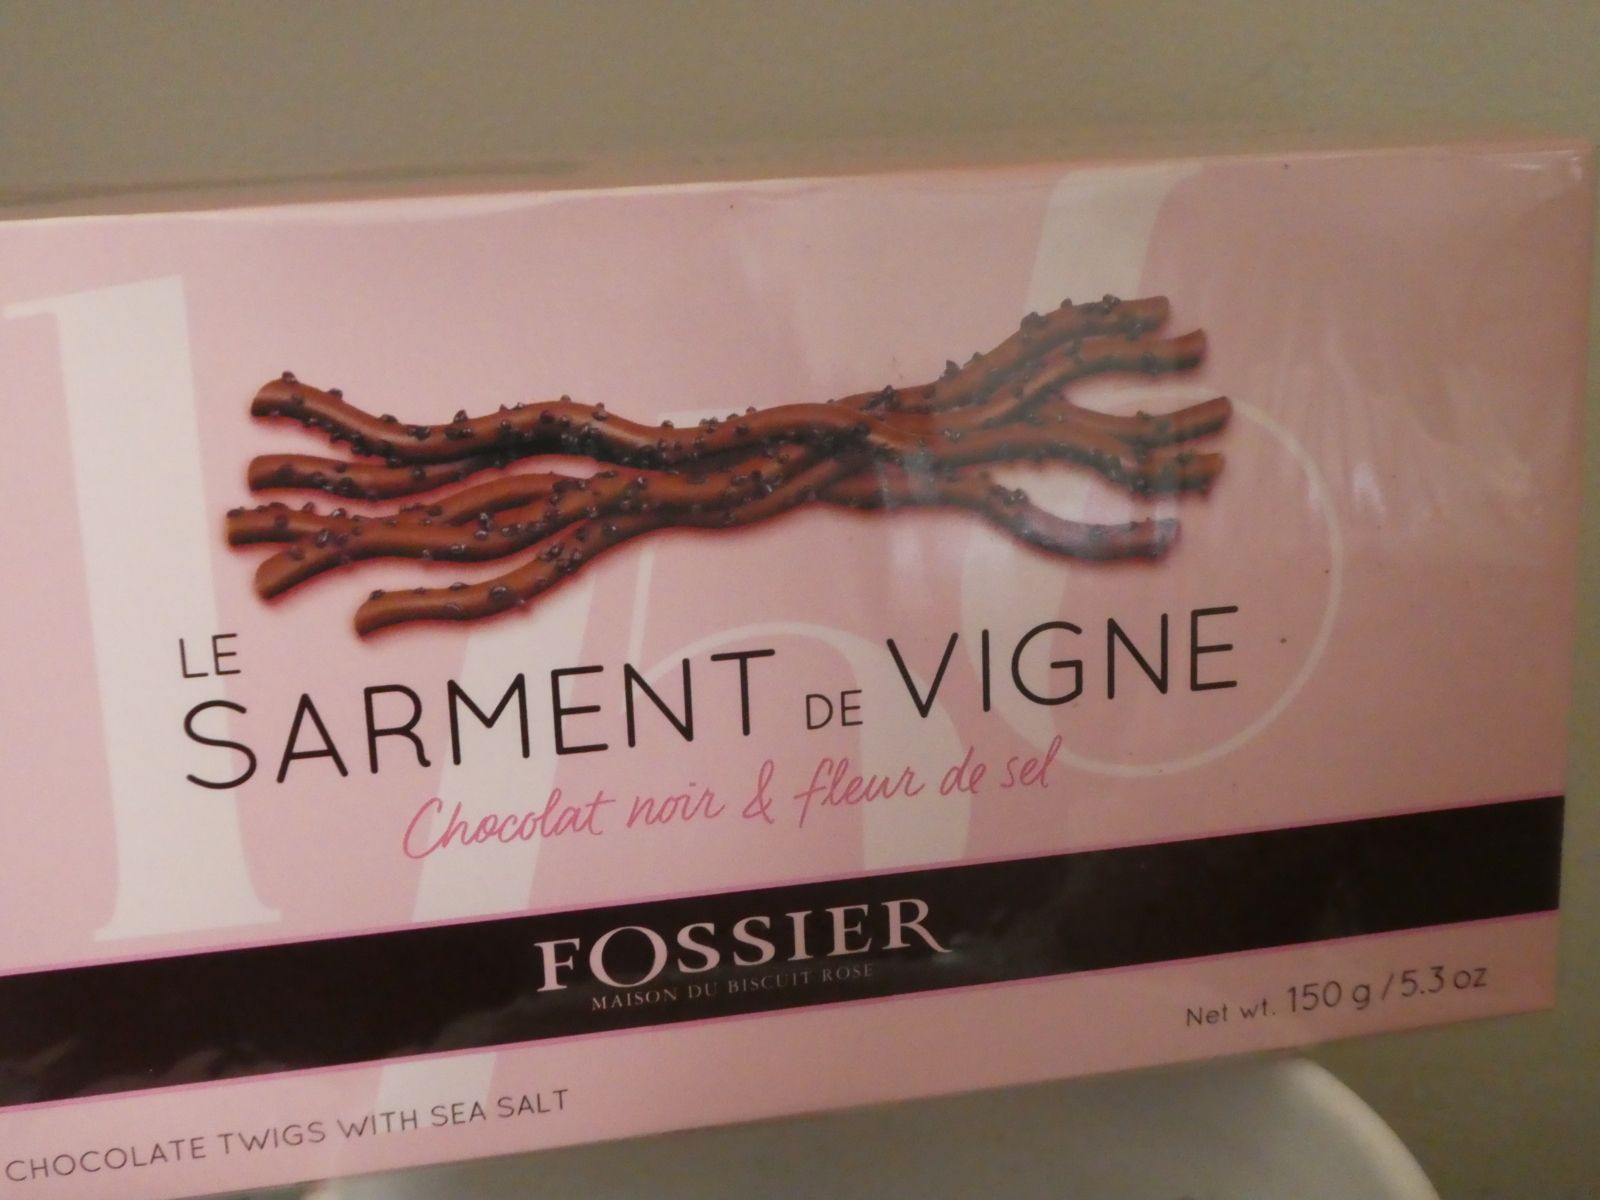 LE
SARMENT DE VIGNE
Chocolat noir & fleur de sel
FOSSIER
MAISON DU BISCUIT ROSE
Net wt. 150 g / 5.3 oz
CHOCOLATE TWIGS WITH SEA SALT